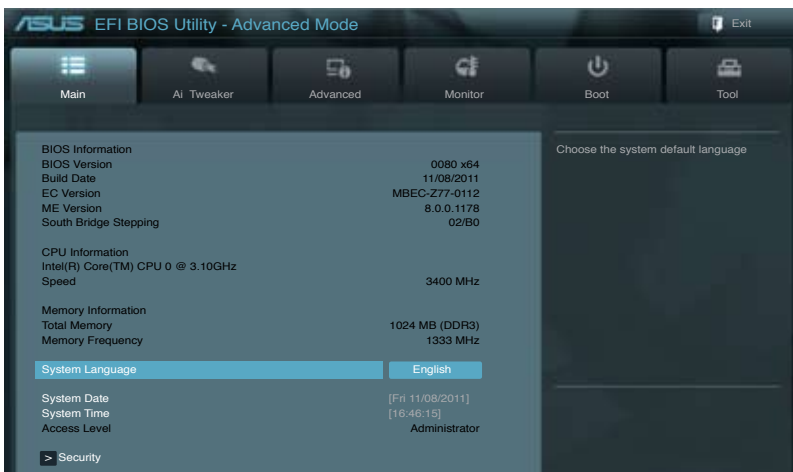 ASUS EFI BIOS Utility - Advanced Mode
Exit
Main
Ai Tweaker
Advanced
Monitor
Boot
Tool
BIOS Information
BIOS Version 0080 x64
Build Date 11/08/2011
EC Version MBEC-Z77-0112
ME Version 8.0.0.1178
South Bridge Stepping 02/B0
CPU Information
Intel(R) Core(TM) CPU 0 @ 3.10GHz
Speed 3400 MHz
Memory Information
Total Memory 1024 MB (DDR3)
Memory Frequency 1333 MHz
System Language English
System Date [Fri 11/08/2011]
System Time [16:46:15]
Access Level Administrator
> Security
Choose the system default language